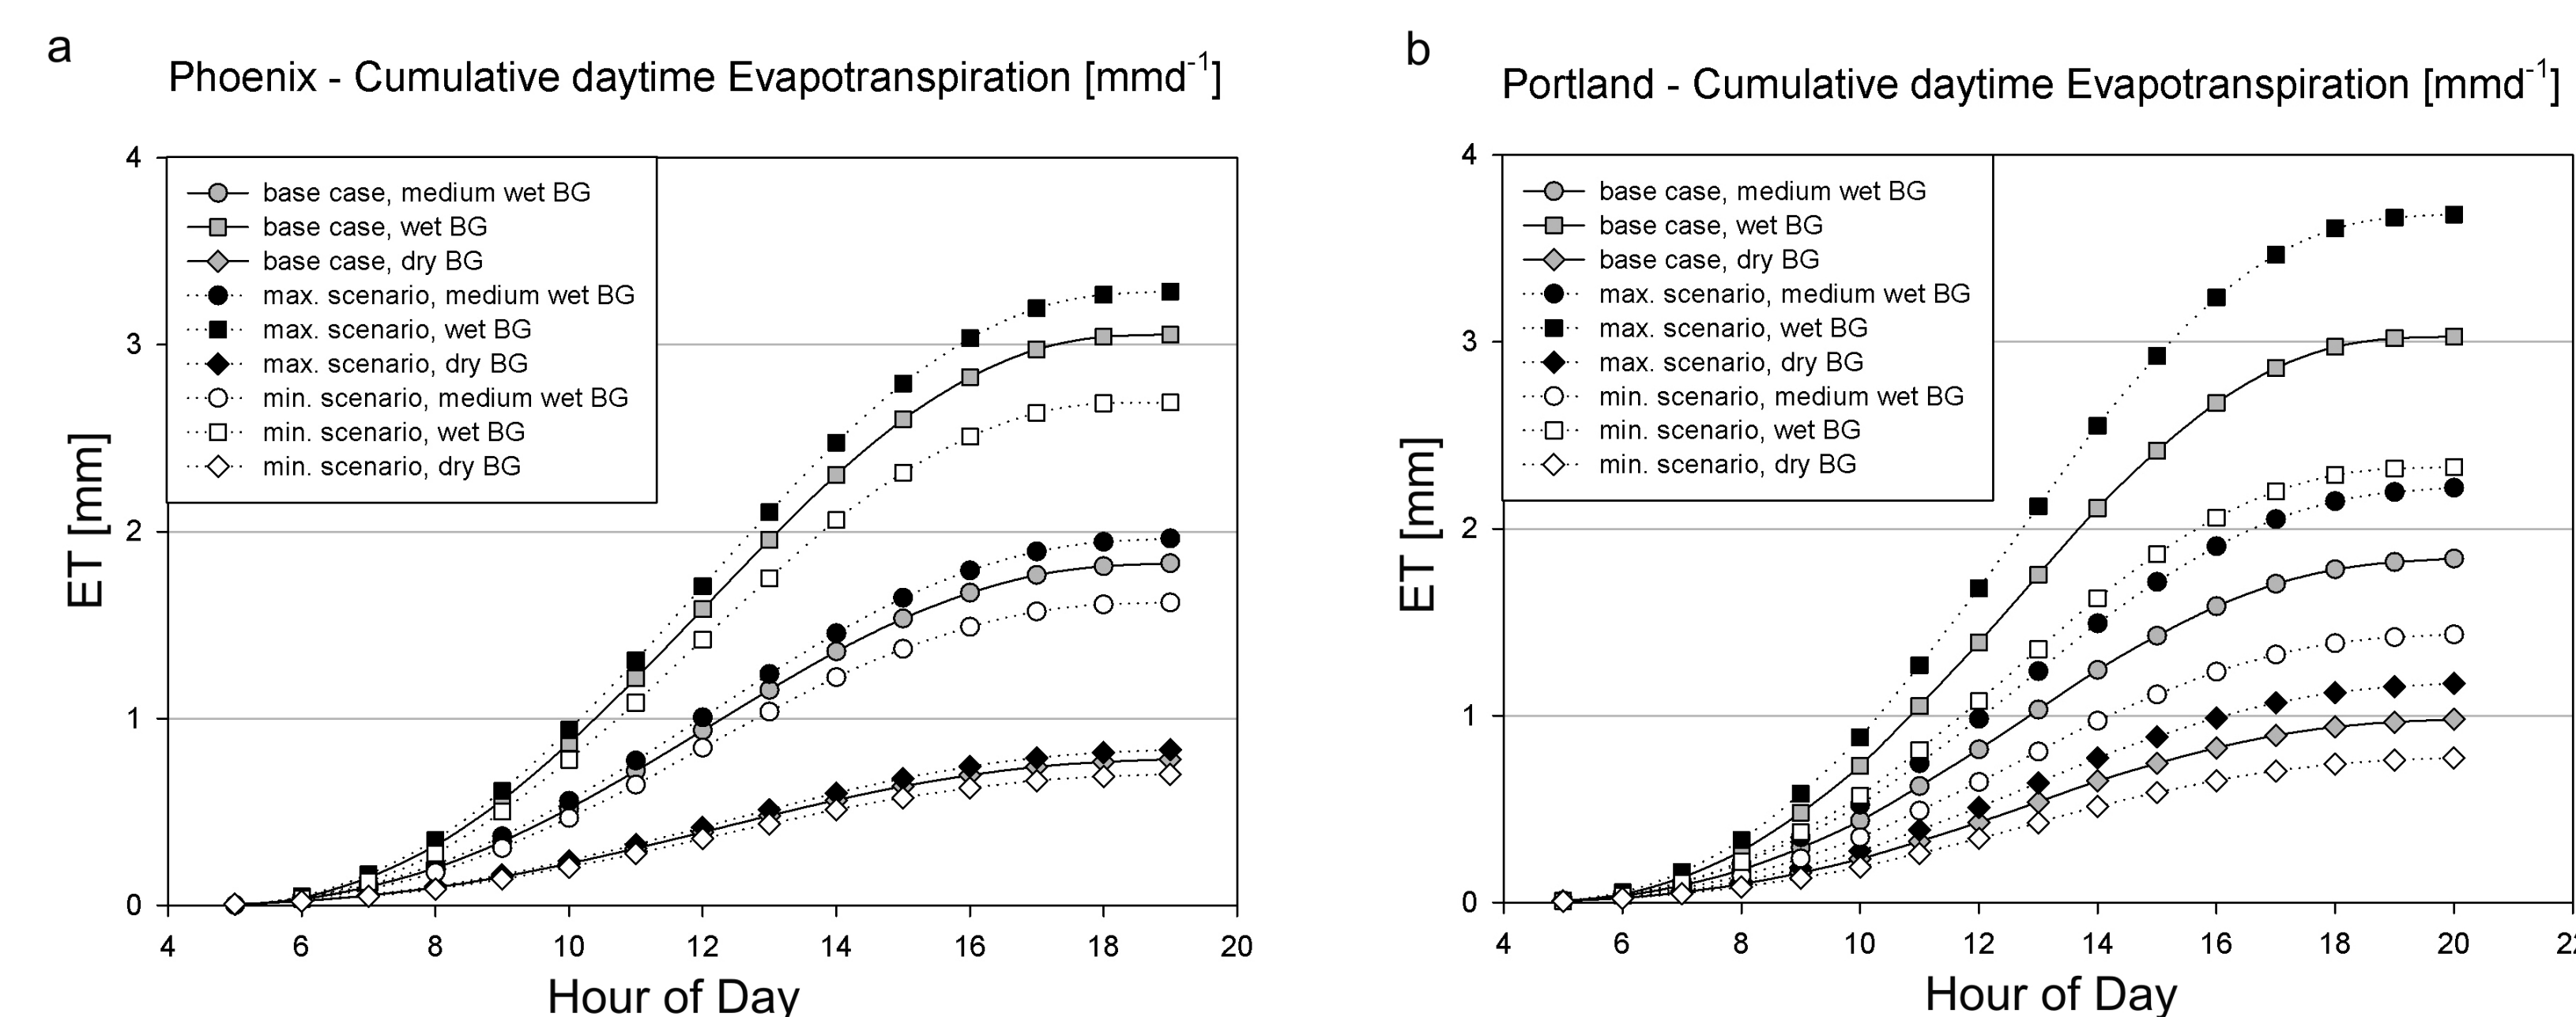 a
Phoenix - Cumulative daytime Evapotranspiration [mmd-1]
4
3
2
1
0
ET [mm]
base case, medium wet BG
base case, wet BG
base case, dry BG
max. scenario, medium wet BG
max. scenario, wet BG
max. scenario, dry BG
min. scenario, medium wet BG
min. scenario, wet BG
min. scenario, dry BG
4 6 8 10 12 14 16 18 20
Hour of Day
b
Portland - Cumulative daytime Evapotranspiration [mmd-1]
4
3
2
1
0
ET [mm]
base case, medium wet BG
base case, wet BG
base case, dry BG
max. scenario, medium wet BG
max. scenario, wet BG
max. scenario, dry BG
min. scenario, medium wet BG
min. scenario, wet BG
min. scenario, dry BG
4 6 8 10 12 14 16 18 20
Hour of Day